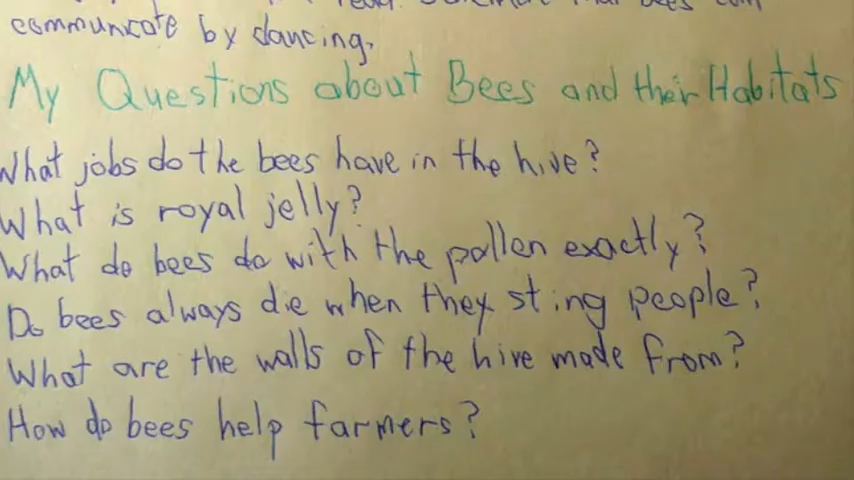 communicate by dancing.
My Questions about Bees and their Habitats
What jobs do the bees have in the hive?
What is royal jelly?
What do bees do with the pollen exactly?
Do bees always die when they sting people?
What are the walls of the hive made from?
How do bees help farmers?